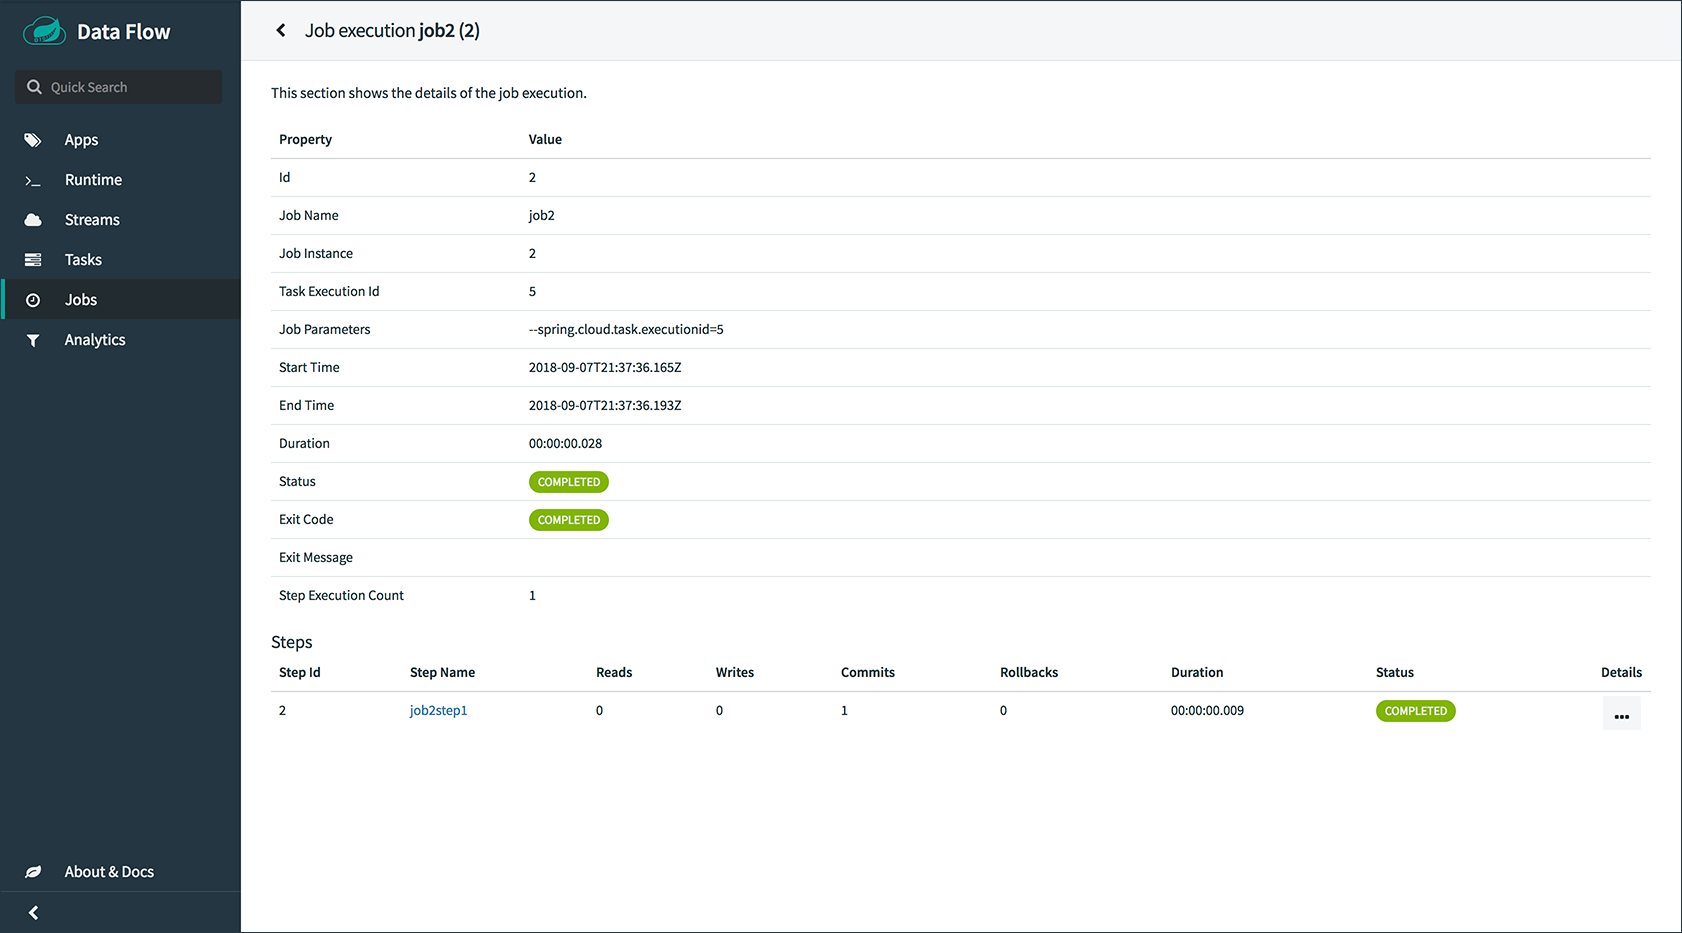 Data Flow
Quick Search
Apps
Runtime
Streams
Tasks
Jobs
Analytics
About & Docs
Job execution job2 (2)
This section shows the details of the job execution.
Property Value
Id 2
Job Name job2
Job Instance 2
Task Execution Id 5
Job Parameters --spring.cloud.task.executionid=5
Start Time 2018-09-07T21:37:36.165Z
End Time 2018-09-07T21:37:36.193Z
Duration 00:00:00.028
Status COMPLETED
Exit Code COMPLETED
Exit Message
Step Execution Count 1
Steps
Step Id Step Name Reads Writes Commits Rollbacks Duration Status Details
2 job2step1 0 0 1 0 00:00:00.009 COMPLETED